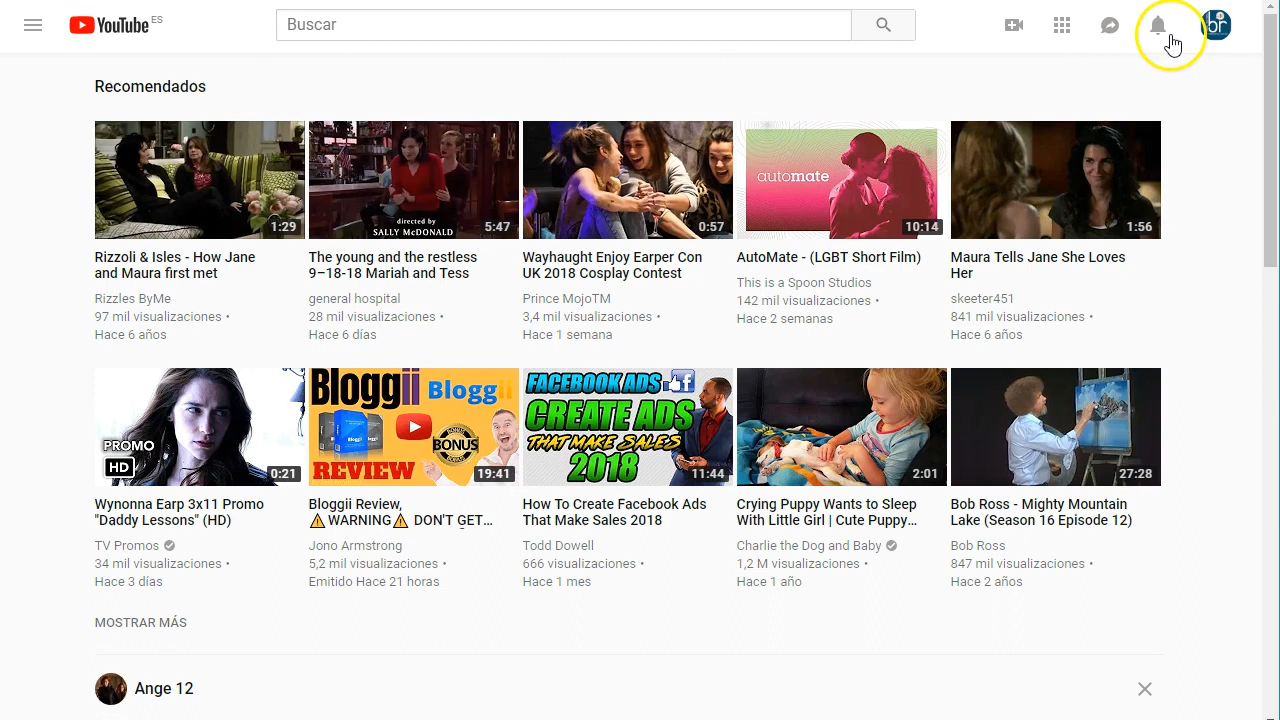 YouTube ES
Buscar
br
Recomendados
1:29
directed by
SALLY McDONALD
5:47
0:57
automate
10:14
1:56
Rizzoli & Isles - How Jane
and Maura first met
Rizzles ByMe
97 mil visualizaciones •
Hace 6 años
The young and the restless
9–18-18 Mariah and Tess
general hospital
28 mil visualizaciones •
Hace 6 días
Wayhaught Enjoy Earper Con
UK 2018 Cosplay Contest
Prince MojoTM
3,4 mil visualizaciones •
Hace 1 semana
AutoMate - (LGBT Short Film)
This is a Spoon Studios
142 mil visualizaciones •
Hace 2 semanas
Maura Tells Jane She Loves
Her
skeeter451
841 mil visualizaciones •
Hace 6 años
PROMO
HD
0:21
Bloggii Bloggii
Bloggii
BONUS
REVIEW
19:41
FACEBOOK ADS f
CREATE ADS
THAT MAKE SALES
2018
11:44
2:01
27:28
Wynonna Earp 3x11 Promo
"Daddy Lessons" (HD)
TV Promos
34 mil visualizaciones •
Hace 3 días
Bloggii Review,
⚠WARNING⚠ DON'T GET…
Jono Armstrong
5,2 mil visualizaciones •
Emitido Hace 21 horas
How To Create Facebook Ads
That Make Sales 2018
Todd Dowell
666 visualizaciones •
Hace 1 mes
Crying Puppy Wants to Sleep
With Little Girl | Cute Puppy…
Charlie the Dog and Baby
1,2 M visualizaciones •
Hace 1 año
Bob Ross - Mighty Mountain
Lake (Season 16 Episode 12)
Bob Ross
847 mil visualizaciones •
Hace 2 años
MOSTRAR MÁS
Ange 12